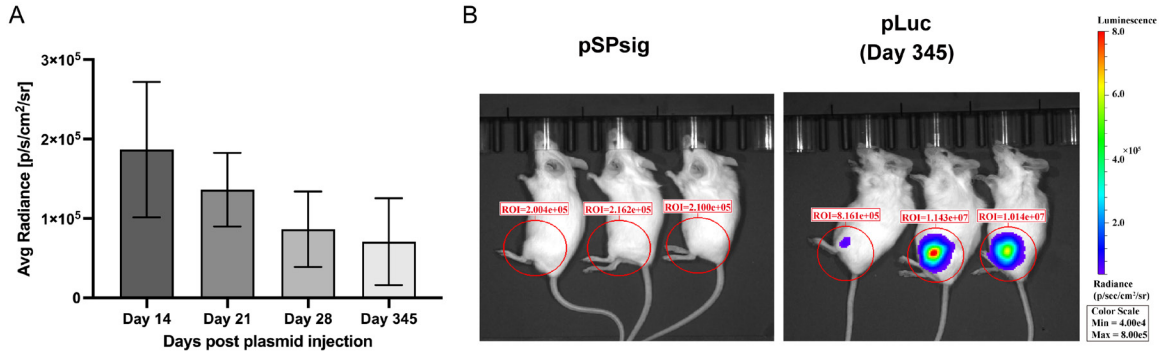 A
3×10⁵
2×10⁵
1×10⁵
0
Avg Radiance [p/s/cm²/sr]
Day 14 Day 21 Day 28 Day 345
Days post plasmid injection
B
pSPsig
ROI=2.004e+05 ROI=2.162e+05 ROI=2.100e+05
pLuc
(Day 345)
ROI=8.161e+05 ROI=1.143e+07 ROI=1.014e+07
Luminescence
8.0
6.0
×10⁵
4.0
2.0
Radiance
(p/sec/cm²/sr)
Color Scale
Min = 4.00e4
Max = 8.00e5